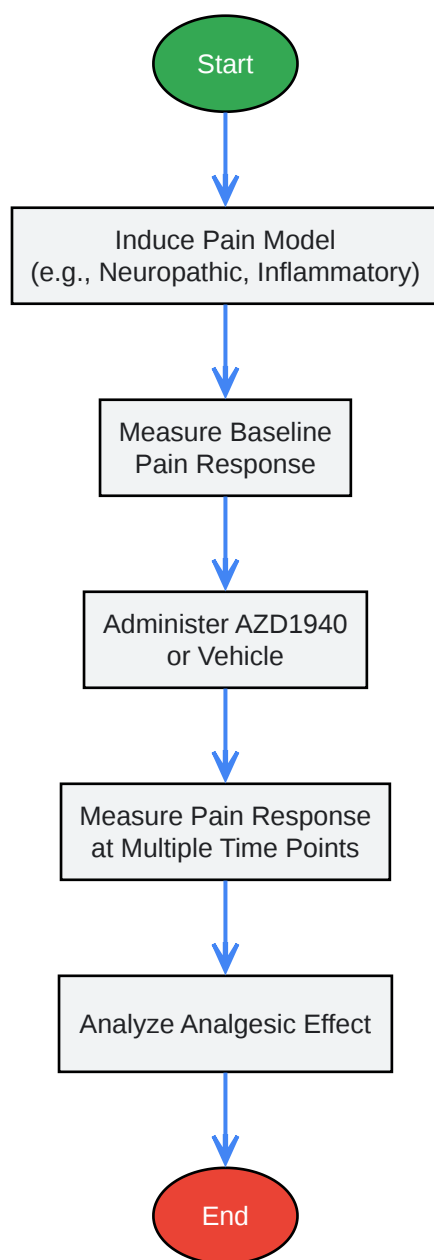 Start
Induce Pain Model
(e.g., Neuropathic, Inflammatory)
Measure Baseline
Pain Response
Administer AZD1940
or Vehicle
Measure Pain Response
at Multiple Time Points
Analyze Analgesic Effect
End